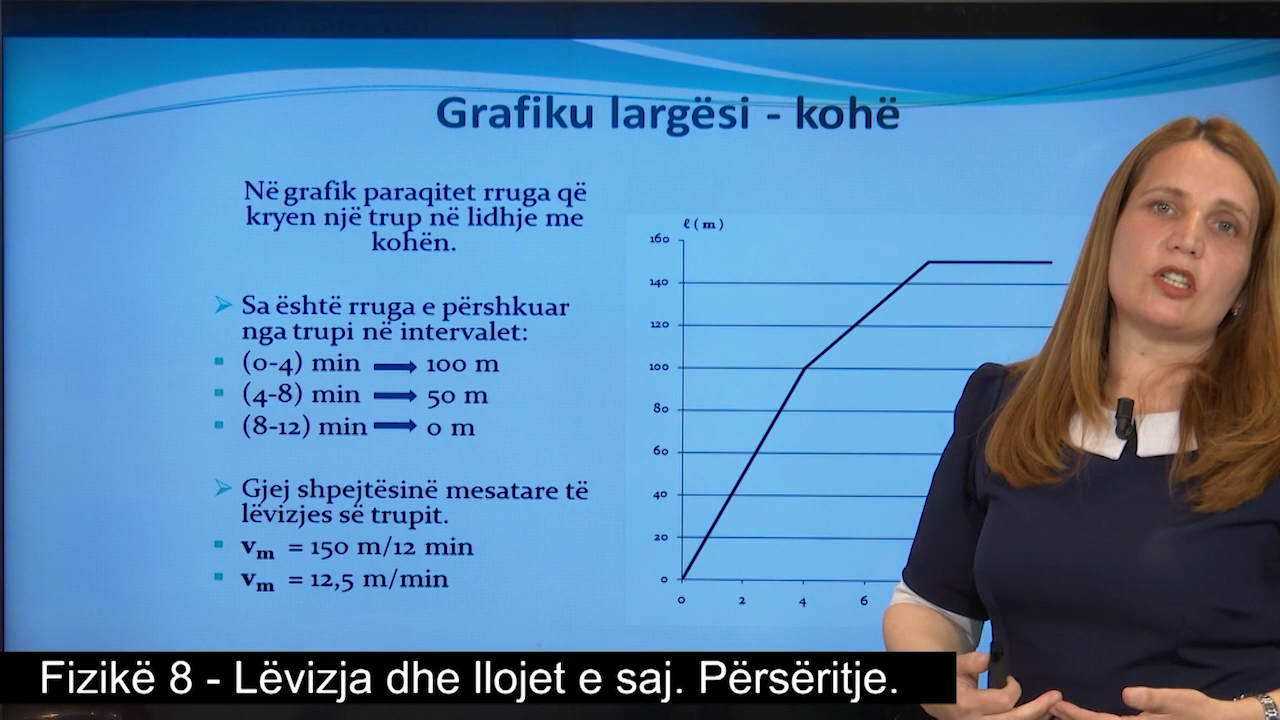 Grafiku largësi - kohë
Në grafik paraqitet rruga që
kryen një trup në lidhje me
kohën.
Sa është rruga e përshkuar
nga trupi në intervalet:
(0-4) min 100 m
(4-8) min 50 m
(8-12) min 0 m
Gjej shpejtësinë mesatare të
lëvizjes së trupit.
vm = 150 m/12 min
vm = 12,5 m/min
ℓ ( m )
160
140
120
100
80
60
40
20
0
0 2 4 6
Fizikë 8 - Lëvizja dhe llojet e saj. Përsëritje.